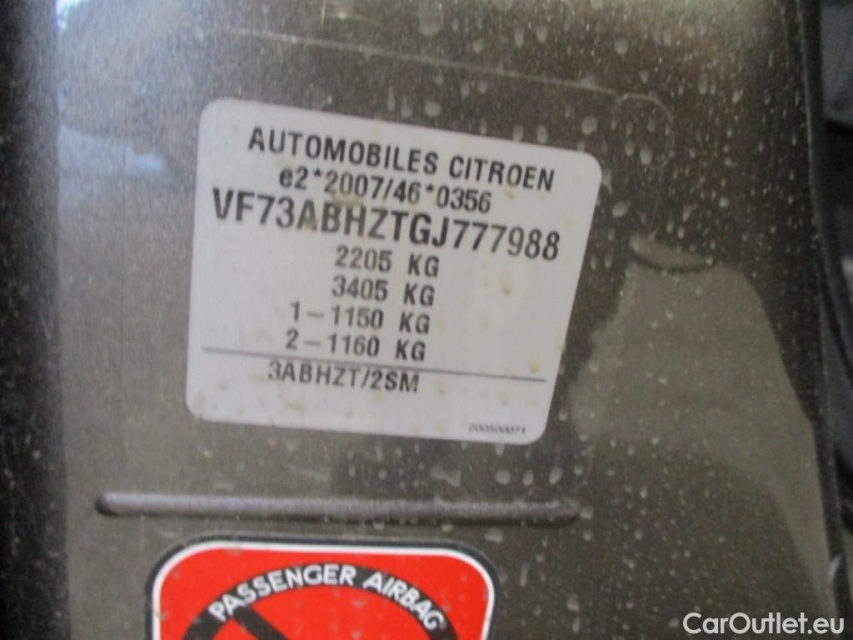 AUTOMOBILES CITROEN
e2*2007/46*0356
VF73ABHZTGJ777988
2205 KG
3405 KG
1-1150 KG
2-1160 KG
3ABHZT/2SM
200500071
PASSENGER AIRBAG
CarOutlet.eu